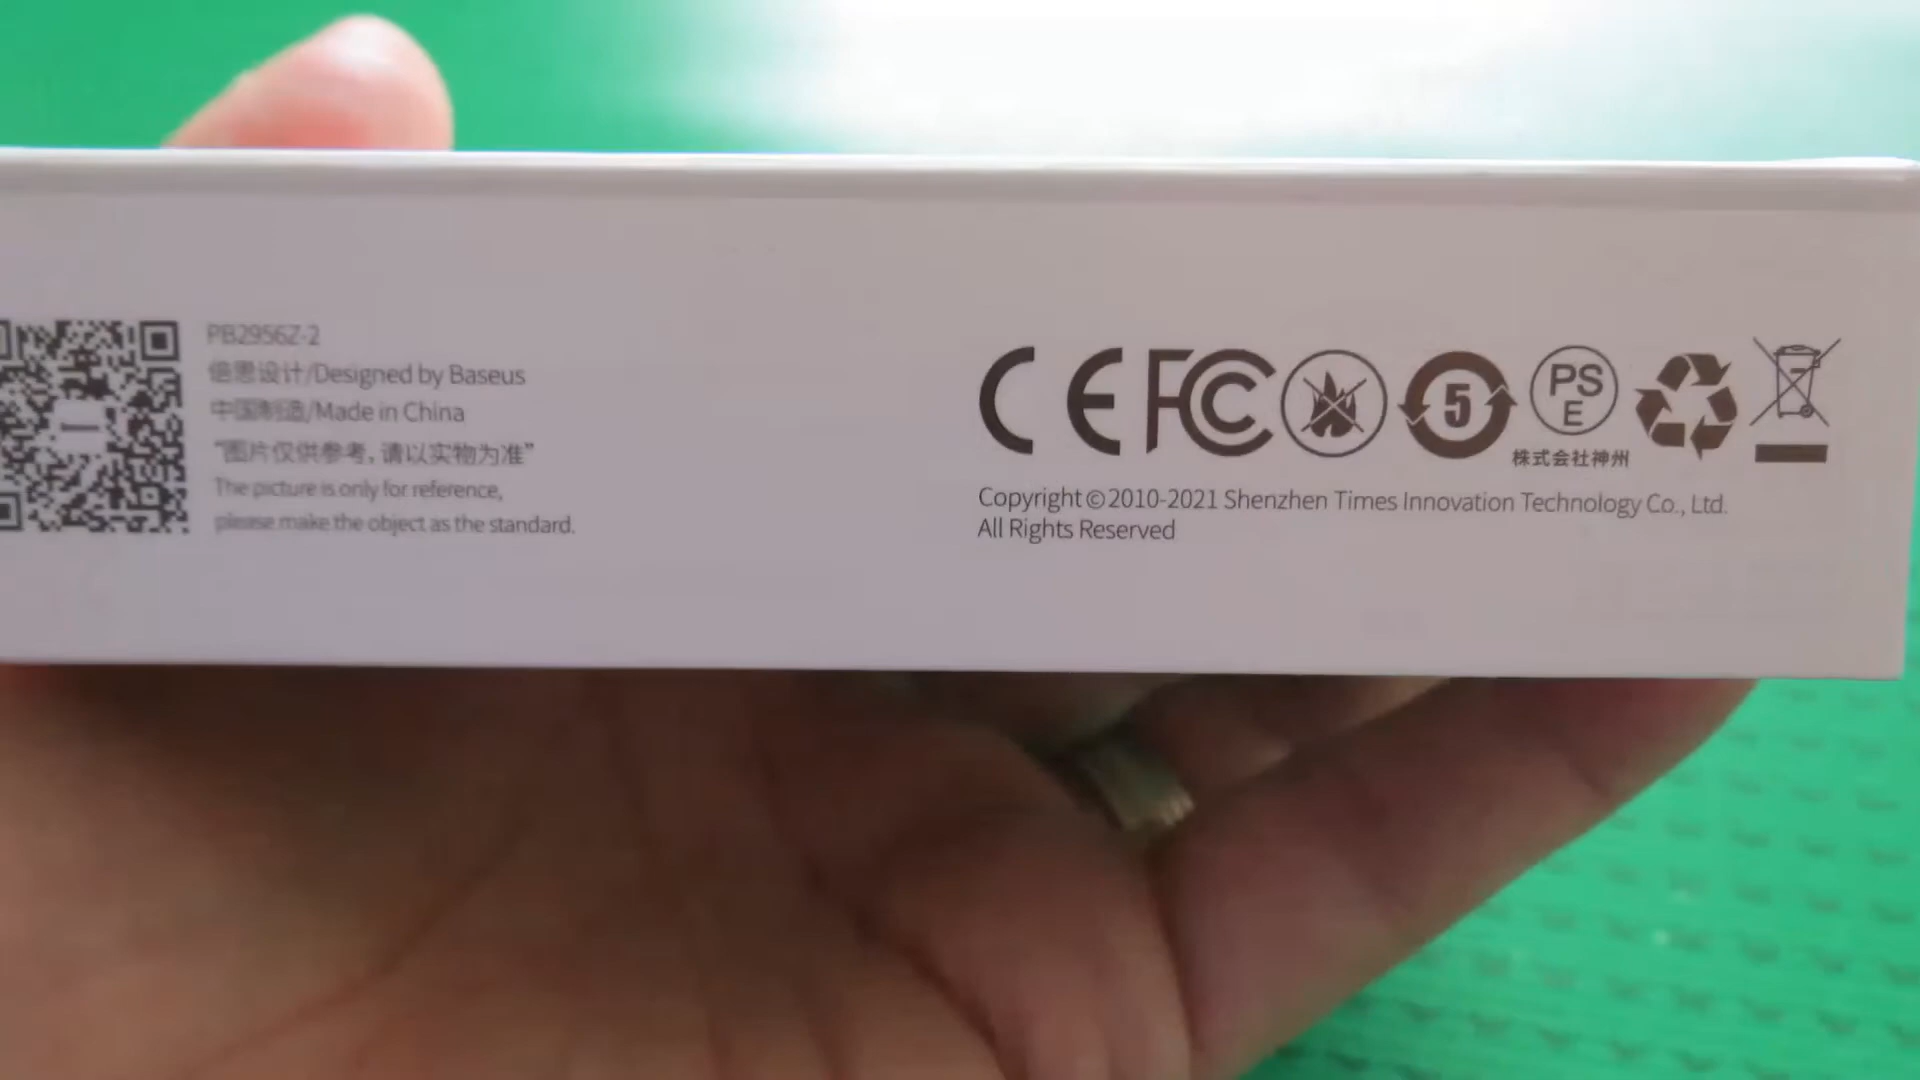 PB2956Z-2
倍思设计/Designed by Baseus
中国制造/Made in China
“图片仅供参考，请以实物为准”
The picture is only for reference,
please make the object as the standard.
CE FC 5 PS E
株式会社神州
Copyright ©2010-2021 Shenzhen Times Innovation Technology Co., Ltd.
All Rights Reserved